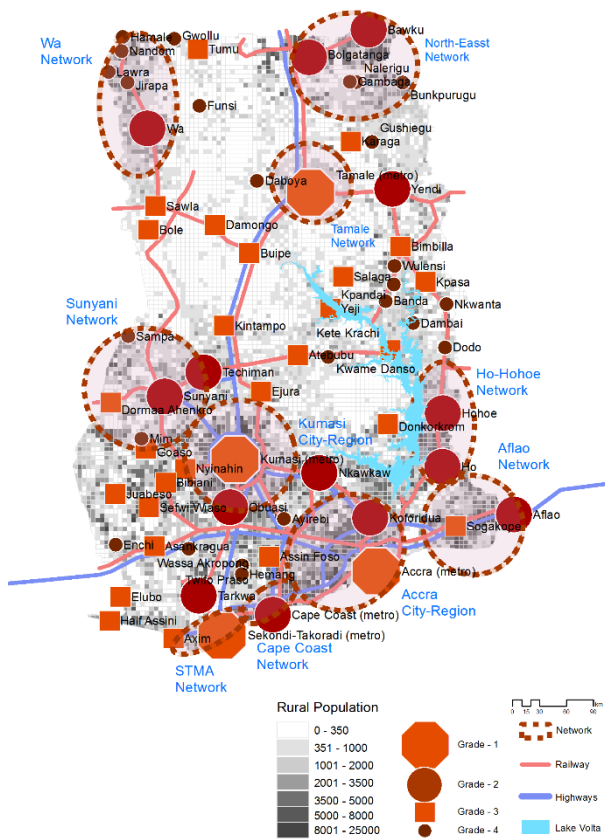 Hamale
Gwollu
Wa
Network
Nandom
Tumu
Bawku
Bolgatanga
North-Easst
Network
Lawra
Jirapa
Nalerigu
Gambaga
Bunkpurugu
Funsi
Wa
Gushiegu
Karaga
Daboya
Tamale (metro)
Yendi
Sawla
Bole
Damongo
Tamale
Network
Buipe
Bimbilla
Wulensi
Salaga
Kpasa
Kpandai
Banda
Nkwanta
Yeji
Sunyani
Network
Kintampo
Kete Krachi
Dambai
Sampa
Atebubu
Kwame Danso
Dodo
Techiman
Ho-Hohoe
Network
Sunyani
Ejura
Dormaa Ahenkro
Hohoe
Kumasi
City-Region
Donkorkrom
Mim
Goaso
Aflao
Network
Nyinahin
Kumasi (metro)
Nkawkaw
Ho
Bibiani
Juabeso
Sefwi Wiaso
Obuasi
Ayirebi
Koforidua
Sogakope
Aflao
Enchi
Asankragua
Wassa Akropong
Assin Foso
Accra (metro)
Hemang
Twifo Praso
Tarkwa
Accra
City-Region
Elubo
Cape Coast (metro)
Half Assini
Axim
Sekondi-Takoradi (metro)
Cape Coast
Network
STMA
Network
Rural Population
0 - 350
351 - 1000
1001 - 2000
2001 - 3500
3500 - 5000
5000 - 8000
8001 - 25000
Grade - 1
Grade - 2
Grade - 3
Grade - 4
0 15 30 60 90
km
Network
Railway
Highways
Lake Volta